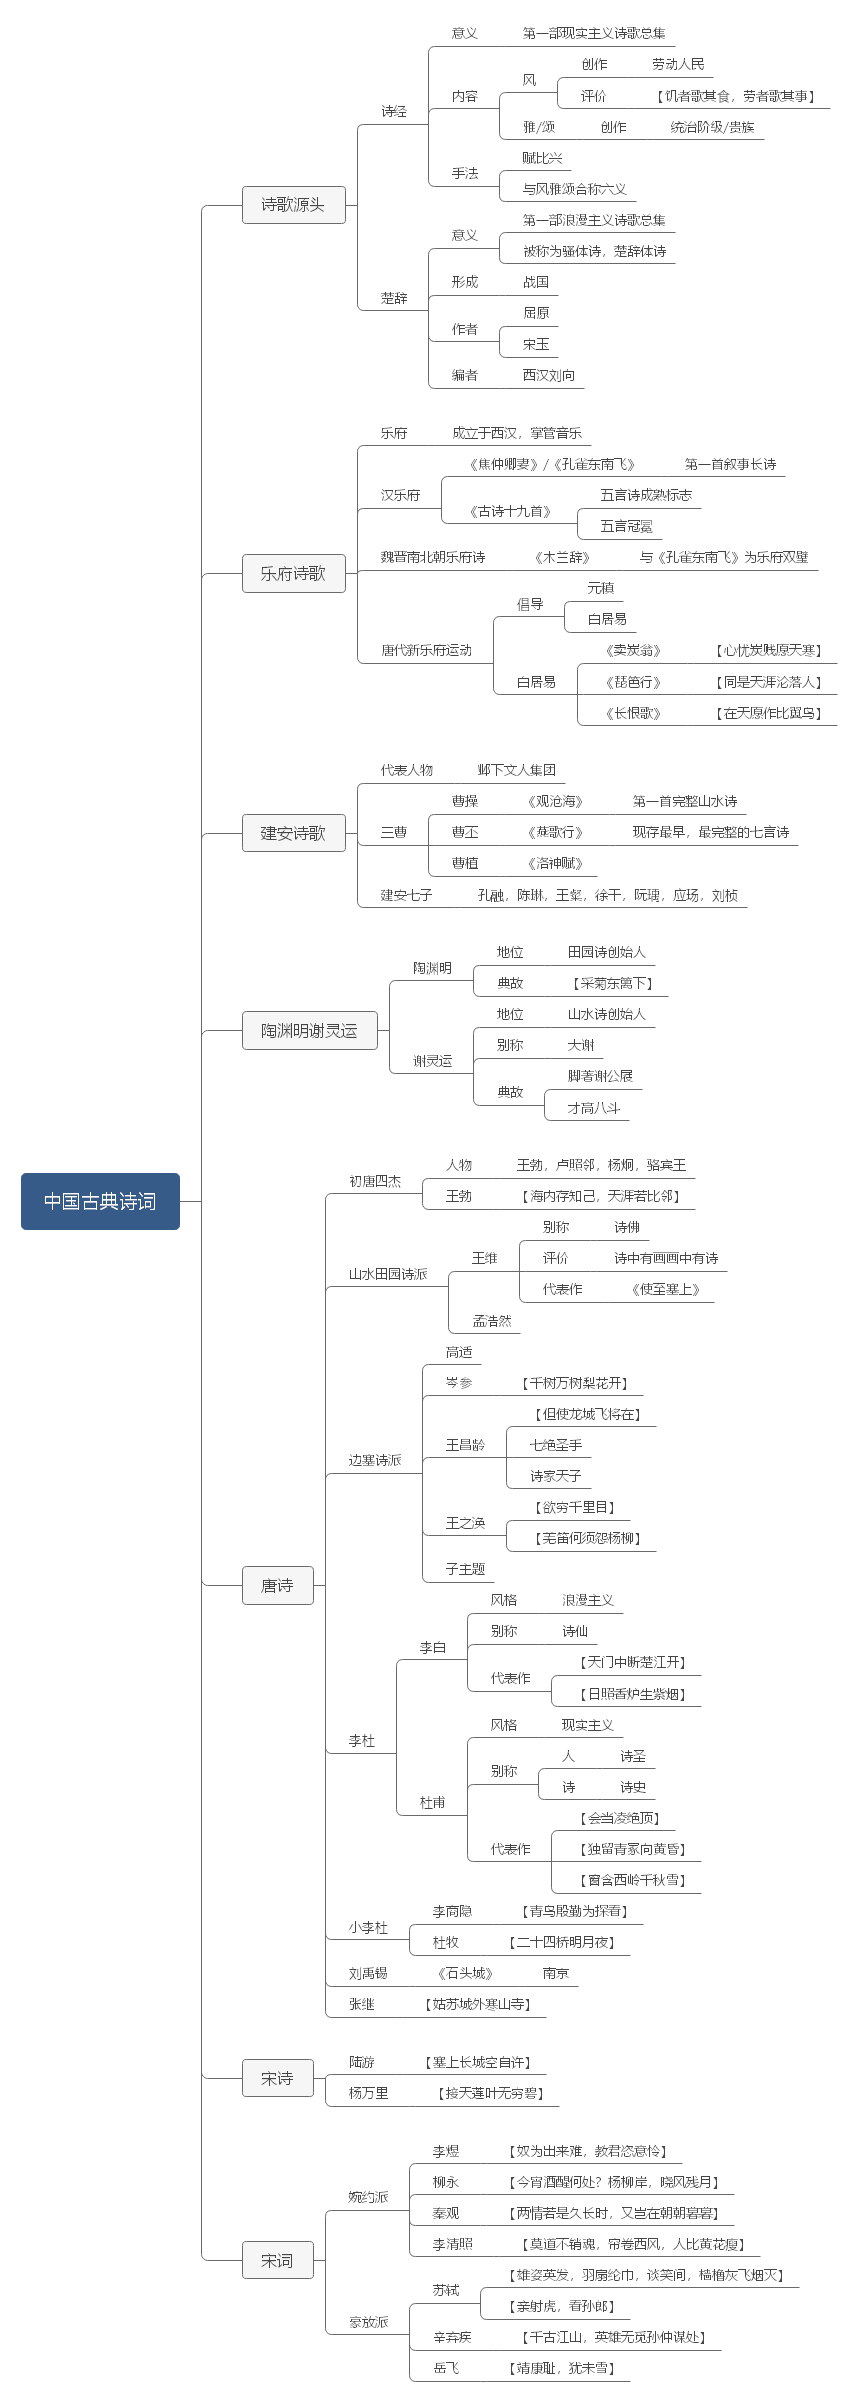 中国古典诗词
诗歌源头
诗经
意义 第一部现实主义诗歌总集
内容
风
创作 劳动人民
评价 【饥者歌其食，劳者歌其事】
雅/颂 创作 统治阶级/贵族
手法
赋比兴
与风雅颂合称六义
楚辞
意义
第一部浪漫主义诗歌总集
被称为骚体诗，楚辞体诗
形成 战国
作者
屈原
宋玉
编者 西汉刘向
乐府诗歌
乐府 成立于西汉，掌管音乐
汉乐府
《焦仲卿妻》/《孔雀东南飞》 第一首叙事长诗
《古诗十九首》
五言诗成熟标志
五言冠冕
魏晋南北朝乐府诗 《木兰辞》 与《孔雀东南飞》为乐府双璧
唐代新乐府运动
倡导
元稹
白居易
白居易
《卖炭翁》 【心忧炭贱愿天寒】
《琵笆行》 【同是天涯沦落人】
《长恨歌》 【在天愿作比翼鸟】
建安诗歌
代表人物 邺下文人集团
三曹
曹操 《观沧海》 第一首完整山水诗
曹丕 《燕歌行》 现存最早，最完整的七言诗
曹植 《洛神赋》
建安七子 孔融，陈琳，王粲，徐干，阮瑀，应玚，刘桢
陶渊明谢灵运
陶渊明
地位 田园诗创始人
典故 【采菊东篱下】
谢灵运
地位 山水诗创始人
别称 大谢
典故
脚著谢公屐
才高八斗
唐诗
初唐四杰
人物 王勃，卢照邻，杨炯，骆宾王
王勃 【海内存知己，天涯若比邻】
山水田园诗派
王维
别称 诗佛
评价 诗中有画画中有诗
代表作 《使至塞上》
孟浩然
边塞诗派
高适
岑参 【千树万树梨花开】
王昌龄
【但使龙城飞将在】
七绝圣手
诗家天子
王之涣
【欲穷千里目】
【羌笛何须怨杨柳】
子主题
李杜
李白
风格 浪漫主义
别称 诗仙
代表作
【天门中断楚江开】
【日照香炉生紫烟】
杜甫
风格 现实主义
别称
人 诗圣
诗 诗史
代表作
【会当凌绝顶】
【独留青冢向黄昏】
【窗含西岭千秋雪】
小李杜
李商隐 【青鸟殷勤为探看】
杜牧 【二十四桥明月夜】
刘禹锡 《石头城》 南京
张继 【姑苏城外寒山寺】
宋诗
陆游 【塞上长城空自许】
杨万里 【接天莲叶无穷碧】
宋词
婉约派
李煜 【奴为出来难，教君恣意怜】
柳永 【今宵酒醒何处？杨柳岸，晓风残月】
秦观 【两情若是久长时，又岂在朝朝暮暮】
李清照 【莫道不销魂，帘卷西风，人比黄花瘦】
豪放派
苏轼
【雄姿英发，羽扇纶巾，谈笑间，樯橹灰飞烟灭】
【亲射虎，看孙郎】
辛弃疾 【千古江山，英雄无觅孙仲谋处】
岳飞 【靖康耻，犹未雪】